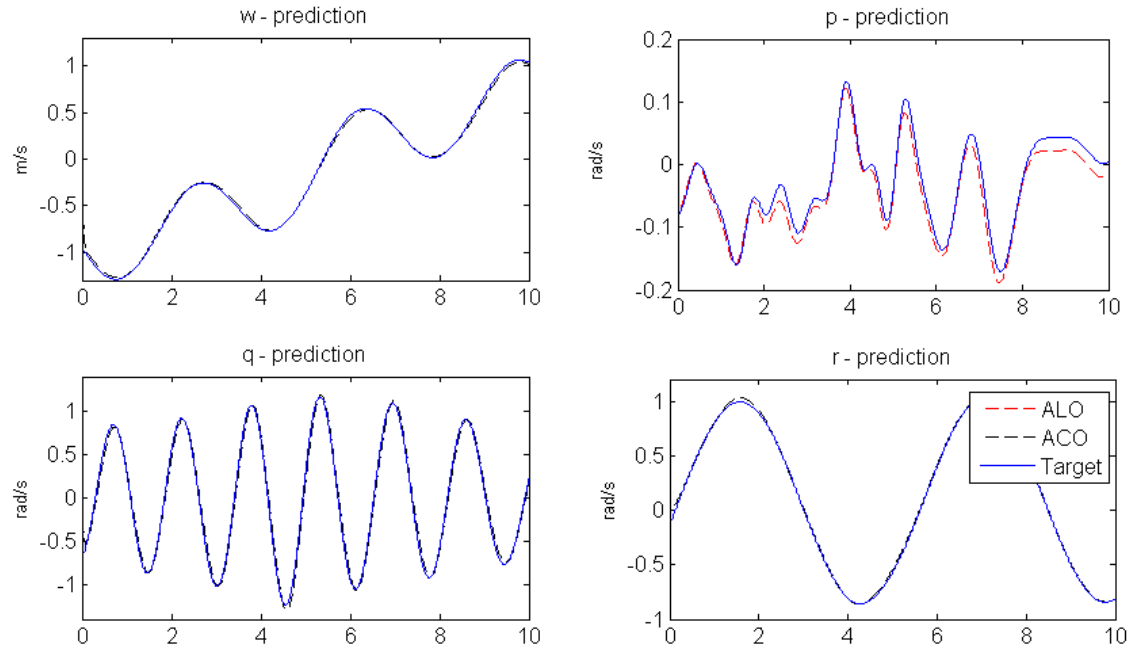 w - prediction
m/s
1
0.5
0
-0.5
-1
0 2 4 6 8 10
p - prediction
rad/s
0.2
0.1
0
-0.1
-0.2
0 2 4 6 8 10
q - prediction
rad/s
1
0.5
0
-0.5
-1
0 2 4 6 8 10
r - prediction
rad/s
1
0.5
0
-0.5
-1
0 2 4 6 8 10
ALO
ACO
Target